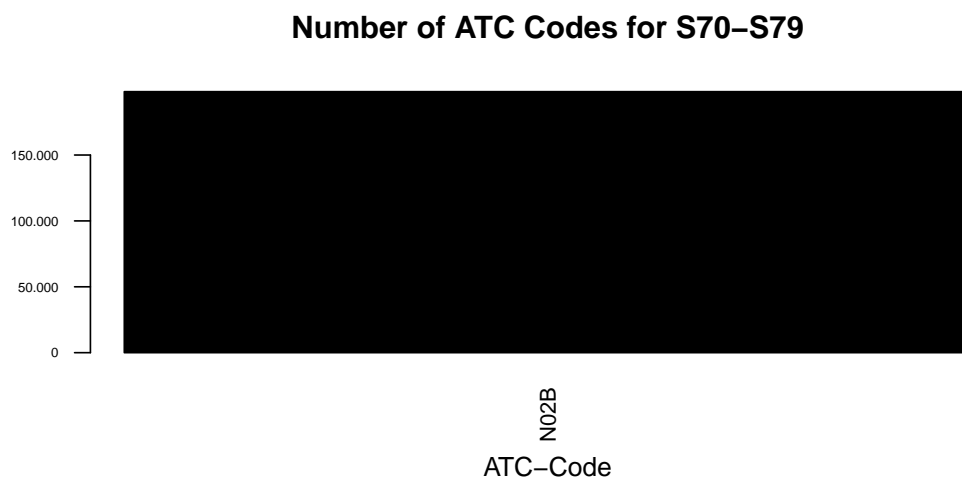 Number of ATC Codes for S70−S79
150.000
100.000
50.000
0
N02B
ATC−Code